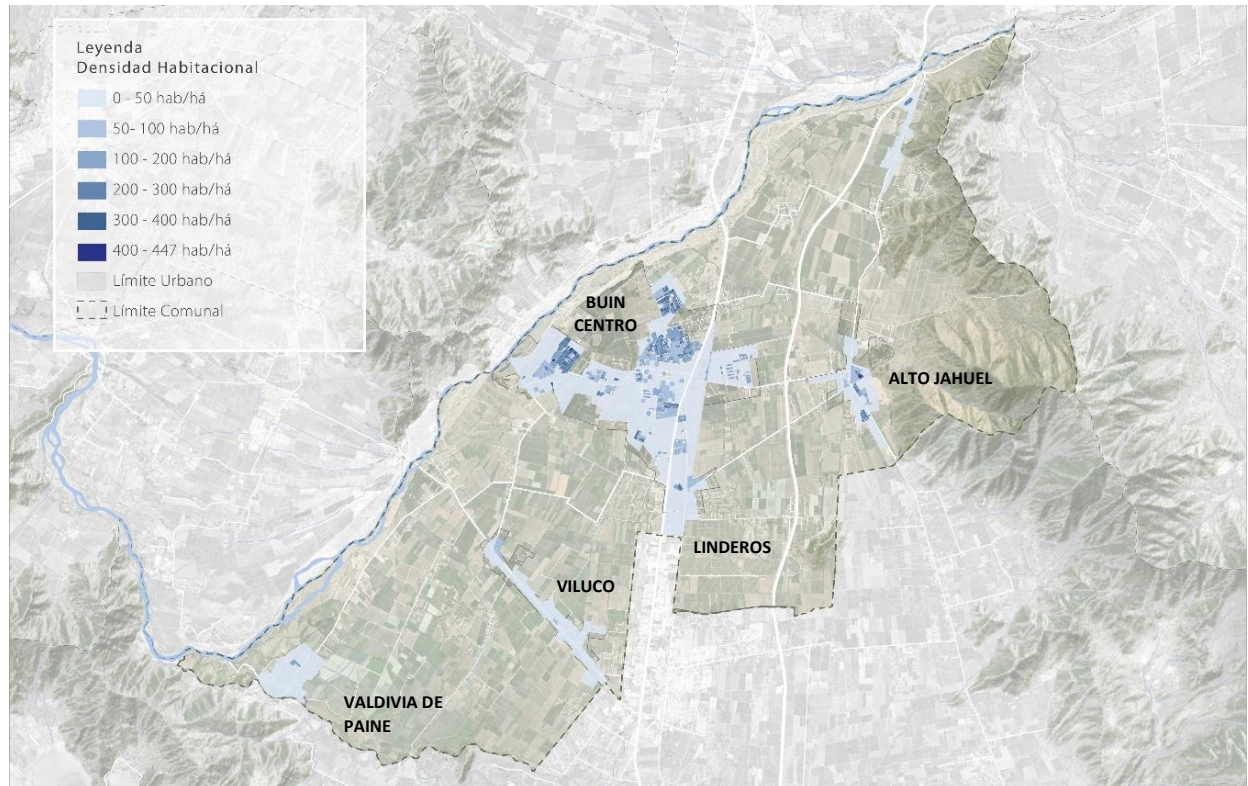 Leyenda
Densidad Habitacional
0 - 50 hab/há
50- 100 hab/há
100 - 200 hab/há
200 - 300 hab/há
300 - 400 hab/há
400 - 447 hab/há
Límite Urbano
Límite Comunal
BUIN
CENTRO
ALTO JAHUEL
LINDEROS
VILUCO
VALDIVIA DE
PAINE